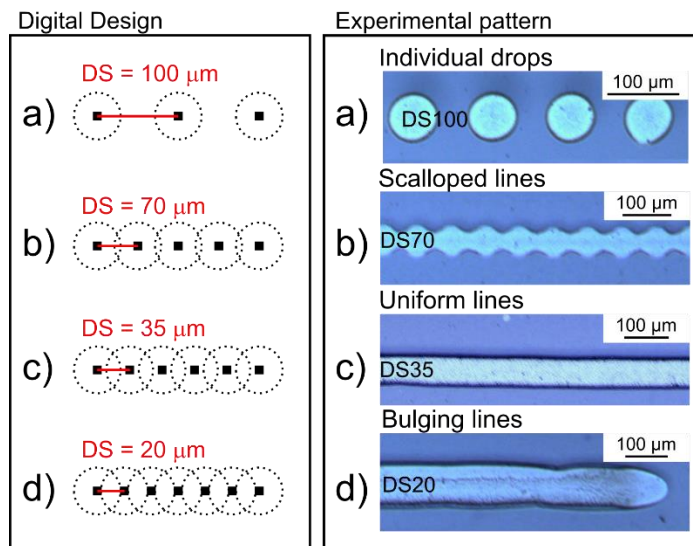 Digital Design
DS = 100 μm
a)
DS = 70 μm
b)
DS = 35 μm
c)
DS = 20 μm
d)
Experimental pattern
Individual drops
100 μm
a)
DS100
Scalloped lines
100 μm
b)
DS70
Uniform lines
100 μm
c)
DS35
Bulging lines
100 μm
d)
DS20